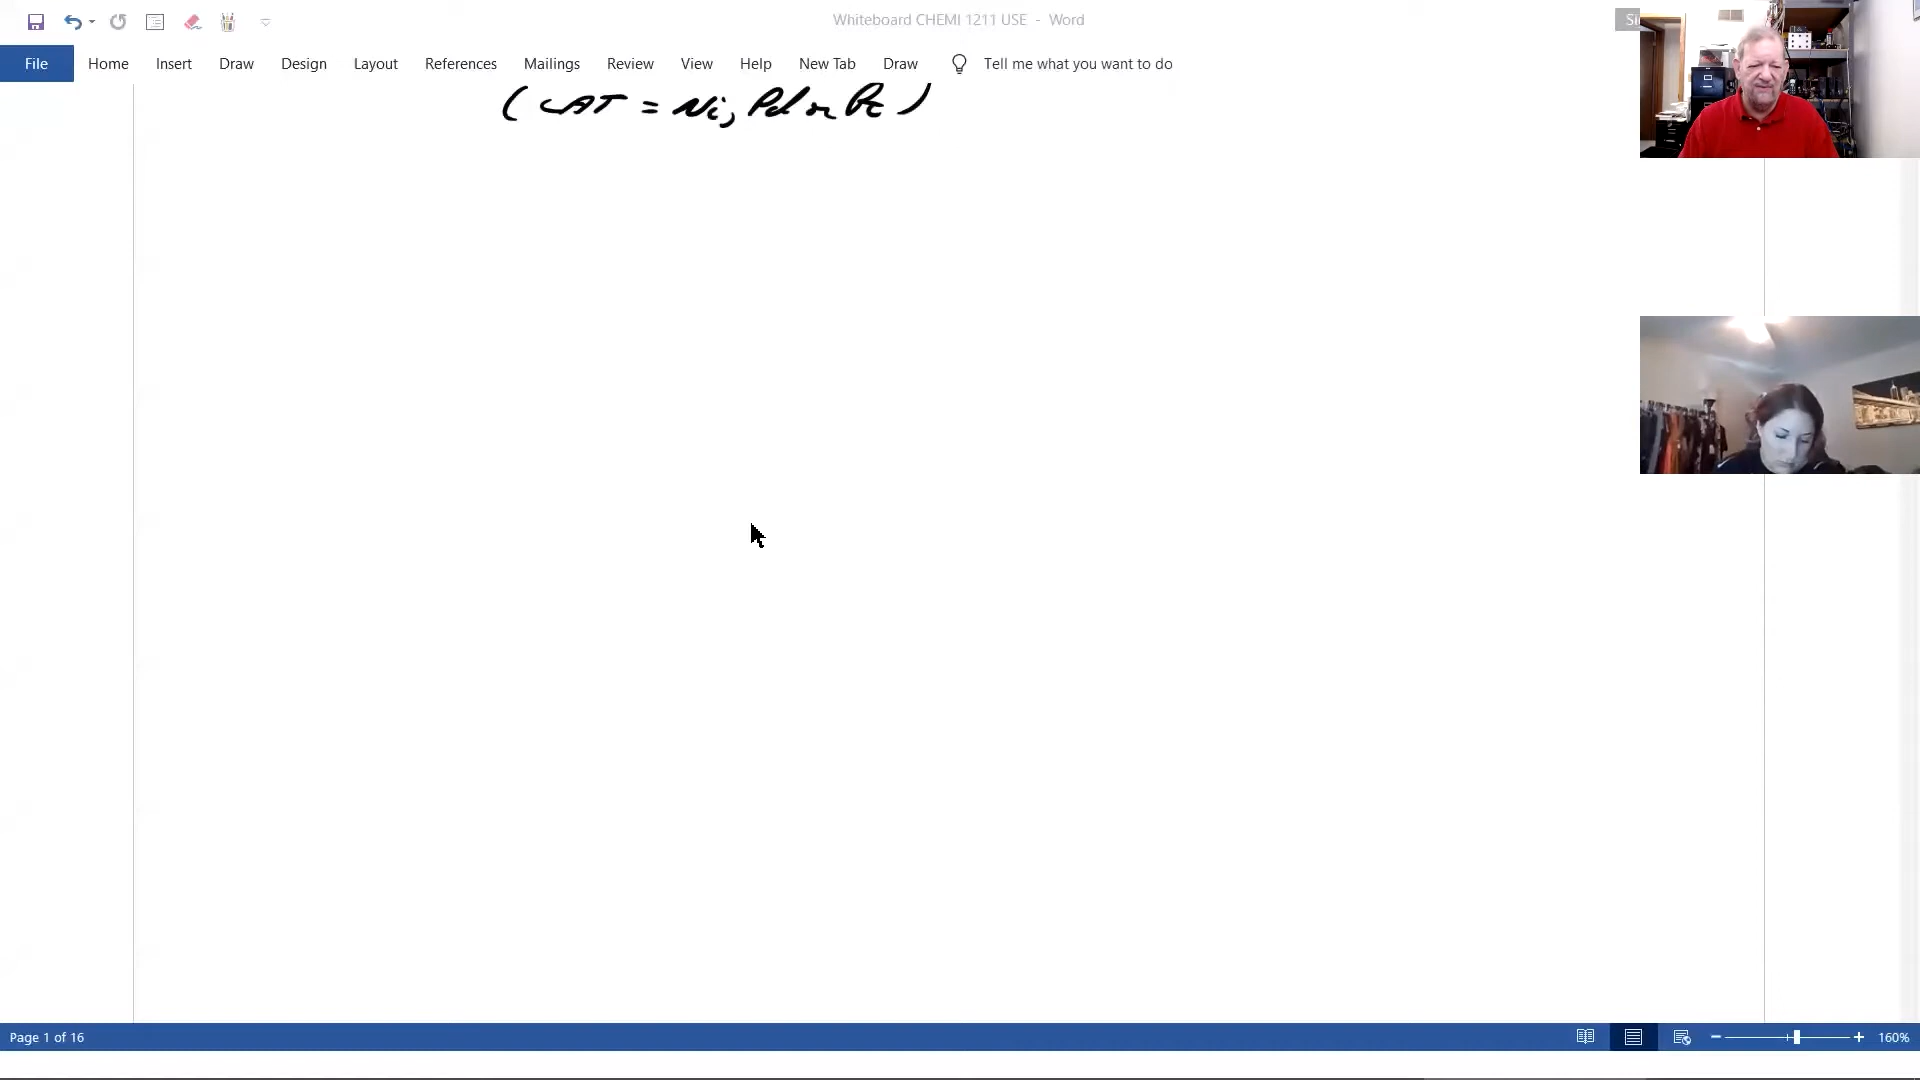 Whiteboard CHEMI 1211 USE - Word
Si
File Home Insert Draw Design Layout References Mailings Review View Help New Tab Draw Tell me what you want to do
( CAT = Ni, Pd or Pt )
Page 1 of 16
160%